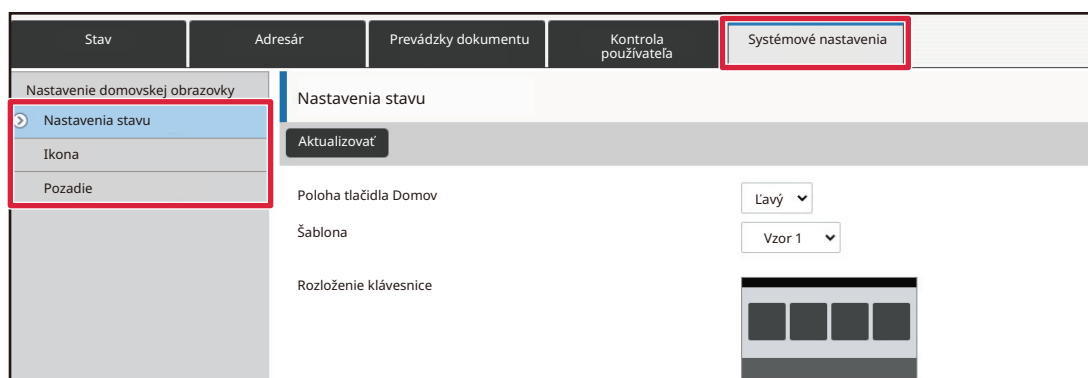 Stav
Adresár
Prevádzky dokumentu
Kontrola
používateľa
Systémové nastavenia
Nastavenie domovskej obrazovky
Nastavenia stavu
Ikona
Pozadie
Nastavenia stavu
Aktualizovať
Poloha tlačidla Domov
Ľavý
Šablona
Vzor 1
Rozloženie klávesnice